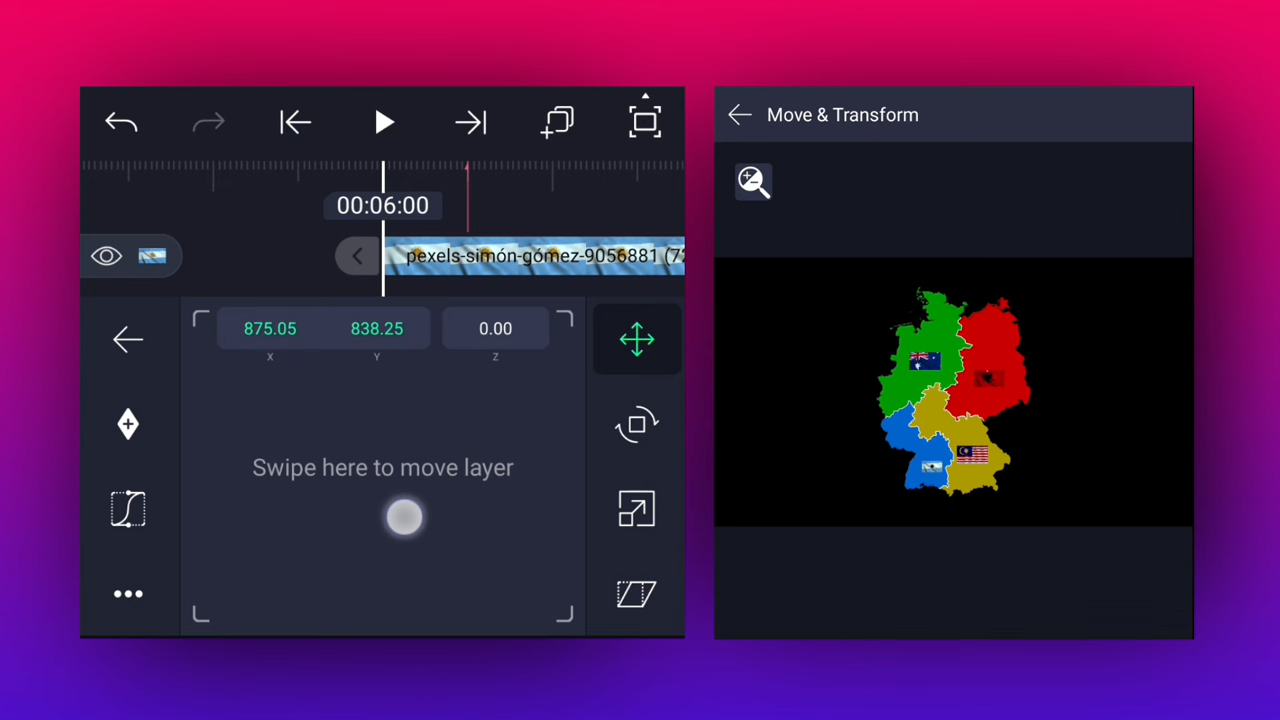 00:06:00
pexels-simón-gómez-9056881 (72
875.05 838.25 0.00
X Y Z
Swipe here to move layer
Move & Transform